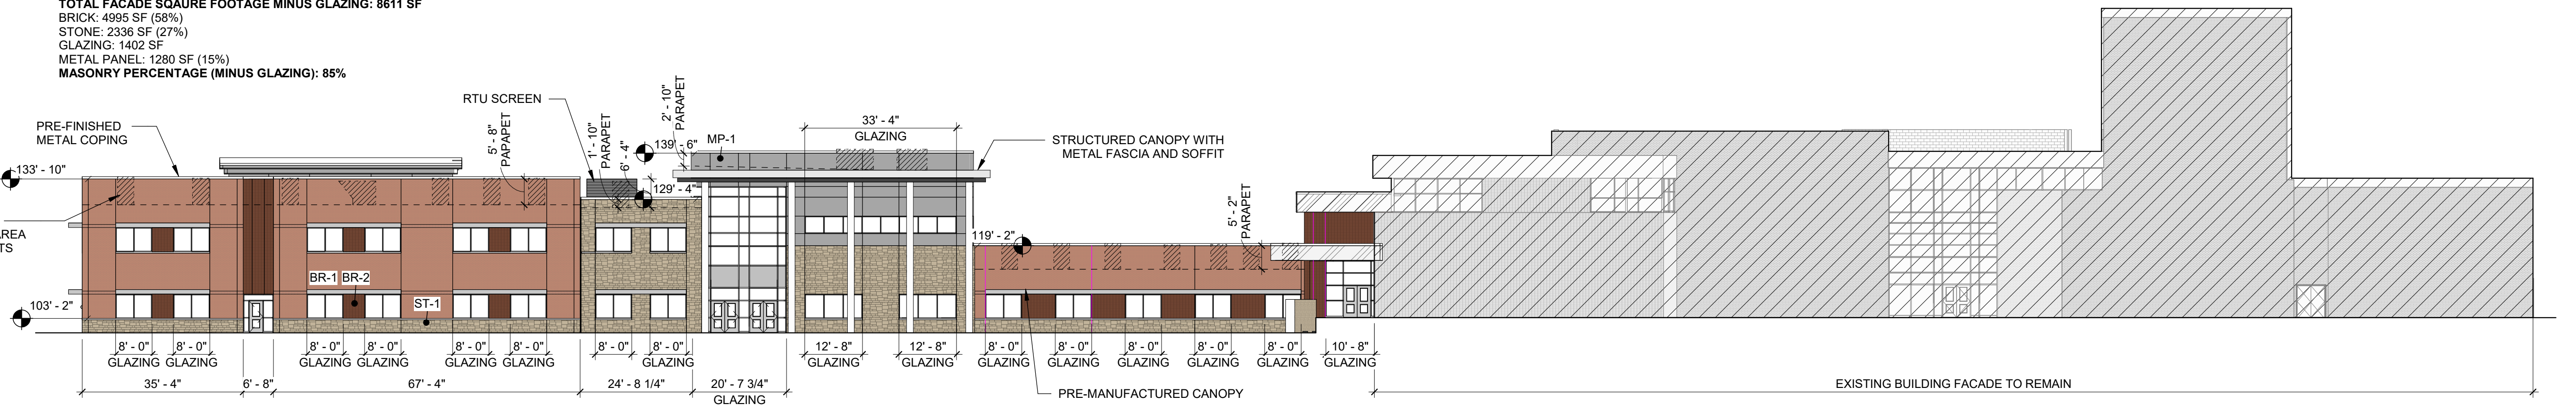 TOTAL FACADE SQAURE FOOTAGE MINUS GLAZING: 8611 SF
BRICK: 4995 SF (58%)
STONE: 2336 SF (27%)
GLAZING: 1402 SF
METAL PANEL: 1280 SF (15%)
MASONRY PERCENTAGE (MINUS GLAZING): 85%
PRE-FINISHED
METAL COPING
RTU SCREEN
5' - 8"
PAPAPET
1' - 10"
PARAPET
6' - 4"
2' - 10"
PARAPET
139' - 6"
MP-1
33' - 4"
GLAZING
STRUCTURED CANOPY WITH
METAL FASCIA AND SOFFIT
133' - 10"
129' - 4"
5' - 2"
PARAPET
119' - 2"
AREA
TS
BR-1
BR-2
ST-1
103' - 2"
8' - 0"
GLAZING
8' - 0"
GLAZING
8' - 0"
GLAZING
8' - 0"
GLAZING
8' - 0"
GLAZING
8' - 0"
GLAZING
8' - 0"
GLAZING
8' - 0"
GLAZING
12' - 8"
GLAZING
12' - 8"
GLAZING
8' - 0"
GLAZING
8' - 0"
GLAZING
8' - 0"
GLAZING
8' - 0"
GLAZING
8' - 0"
GLAZING
10' - 8"
GLAZING
35' - 4"
6' - 8"
67' - 4"
24' - 8 1/4"
20' - 7 3/4"
GLAZING
PRE-MANUFACTURED CANOPY
EXISTING BUILDING FACADE TO REMAIN